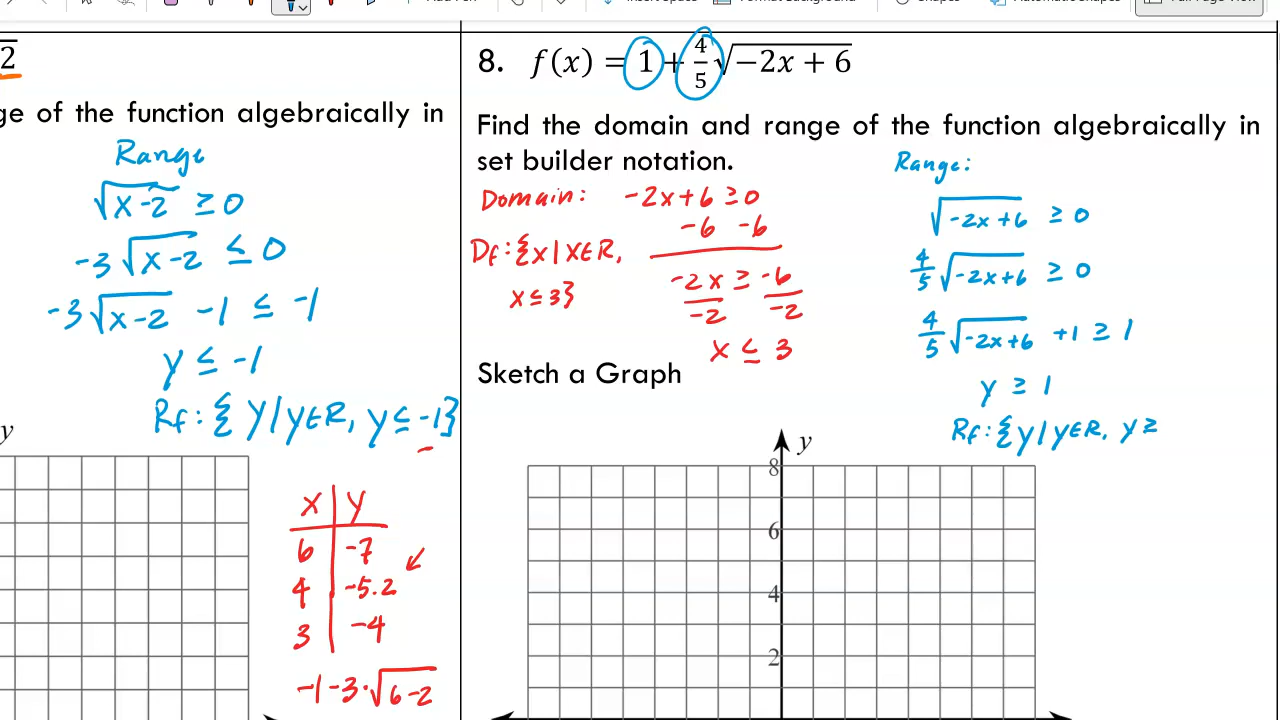 √2
ge of the function algebraically in
Range
√x-2 ≥ 0
-3√x-2 ≤ 0
-3√x-2 -1 ≤ -1
y ≤ -1
Rf: { y/y∈R, y≤-1}
y
x | y
6 | -7
4 | -5.2
3 | -4
-1-3·√6-2
8. f(x) = 1 + 4/5 √−2x + 6
Find the domain and range of the function algebraically in
set builder notation.
Domain: -2x+6 ≥0
-6 -6
Df:{x/x∈R,
x≤3}
-2x ≥ -6
-2 -2
x ≤ 3
Range:
√-2x+6 ≥ 0
4/5 √-2x+6 ≥ 0
4/5 √-2x+6 +1 ≥ 1
y ≥ 1
Rf:{y/y∈R, y≥
Sketch a Graph
y
8
6
4
2